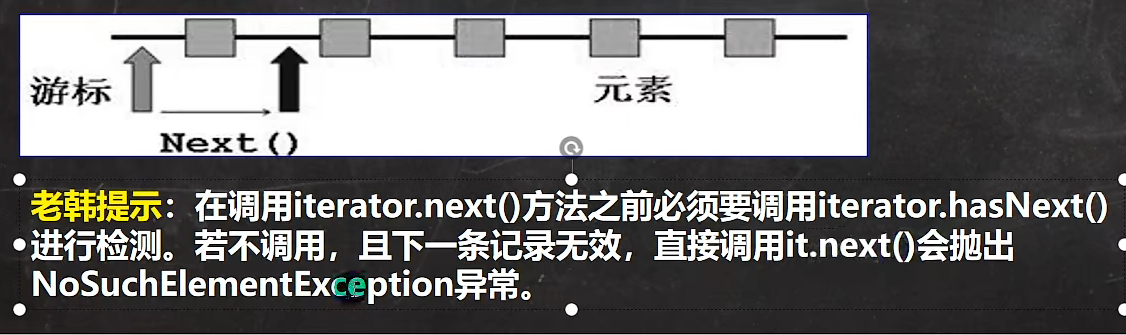 游标
元素
Next()
老韩提示：在调用iterator.next()方法之前必须要调用iterator.hasNext()
进行检测。若不调用，且下一条记录无效，直接调用it.next()会抛出
NoSuchElementException异常。